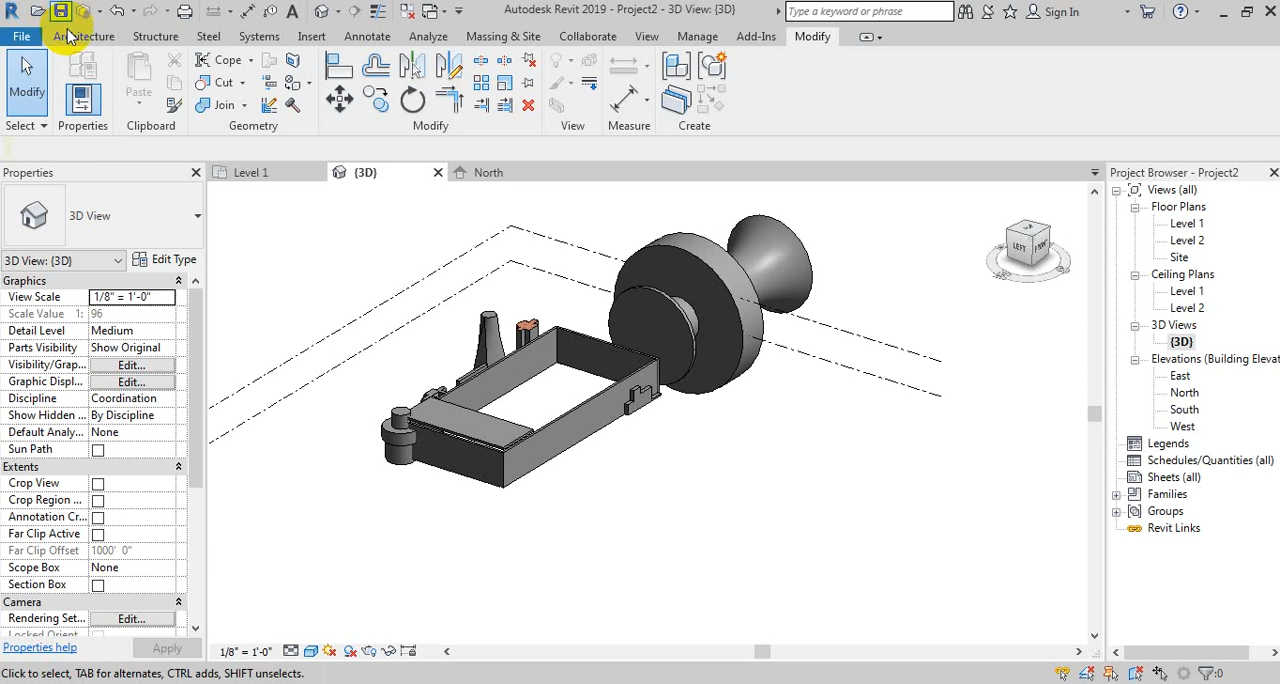 Autodesk Revit 2019 - Project2 - 3D View: {3D}
Type a keyword or phrase
Sign In
File Architecture Structure Steel Systems Insert Annotate Analyze Massing & Site Collaborate View Manage Add-Ins Modify
Modify
Paste
Cope
Cut
Join
Select Properties Clipboard Geometry Modify View Measure Create
Properties
Level 1
{3D}
North
Project Browser - Project2
3D View
3D View: {3D}
Edit Type
Graphics
View Scale 1/8" = 1'-0"
Scale Value 1: 96
Detail Level Medium
Parts Visibility Show Original
Visibility/Grap... Edit...
Graphic Displ... Edit...
Discipline Coordination
Show Hidden ... By Discipline
Default Analy... None
Sun Path
Extents
Crop View
Crop Region ...
Annotation Cr...
Far Clip Active
Far Clip Offset 1000' 0"
Scope Box None
Section Box
Camera
Rendering Set... Edit...
Locked Orient
Properties help
Apply
LEFT
FRONT
Views (all)
Floor Plans
Level 1
Level 2
Site
Ceiling Plans
Level 1
Level 2
3D Views
{3D}
Elevations (Building Elevat
East
North
South
West
Legends
Schedules/Quantities (all)
Sheets (all)
Families
Groups
Revit Links
1/8" = 1'-0"
Click to select, TAB for alternates, CTRL adds, SHIFT unselects.
:0